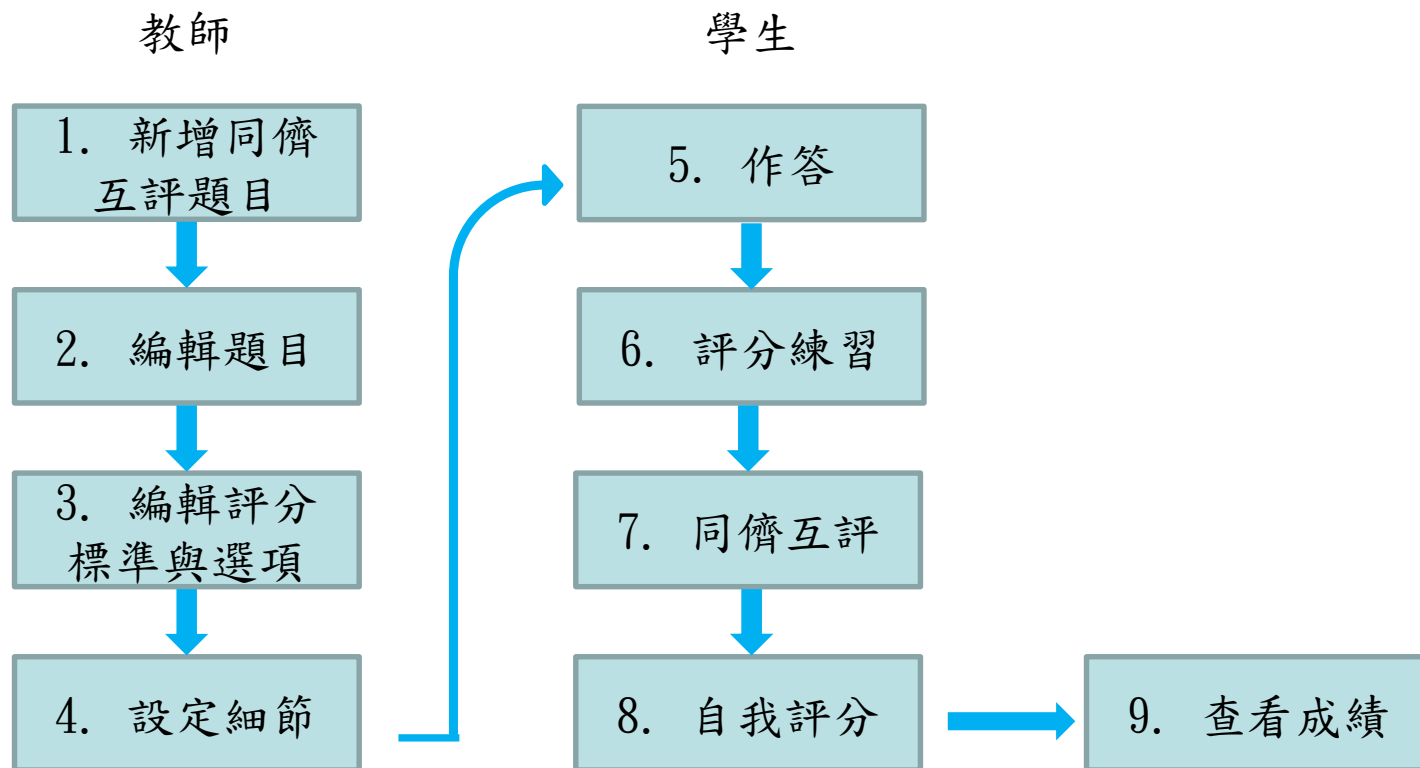 教師
1. 新增同儕
互評題目
2. 編輯題目
3. 編輯評分
標準與選項
4. 設定細節
學生
5. 作答
6. 評分練習
7. 同儕互評
8. 自我評分
9. 查看成績